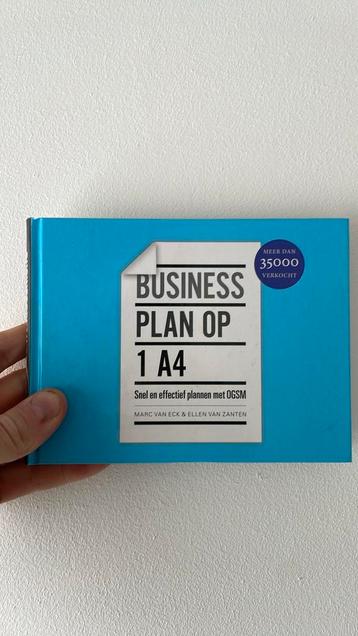 MEER DAN
35000
VERKOCHT
BUSINESS
PLAN OP
1 A4
Snel en effectief plannen met OGSM
MARC VAN ECK & ELLEN VAN ZANTEN